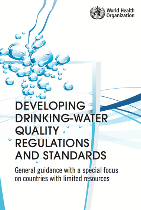 World Health
Organization
DEVELOPING
DRINKING-WATER
QUALITY
REGULATIONS
AND STANDARDS
General guidance with a special focus
on countries with limited resources